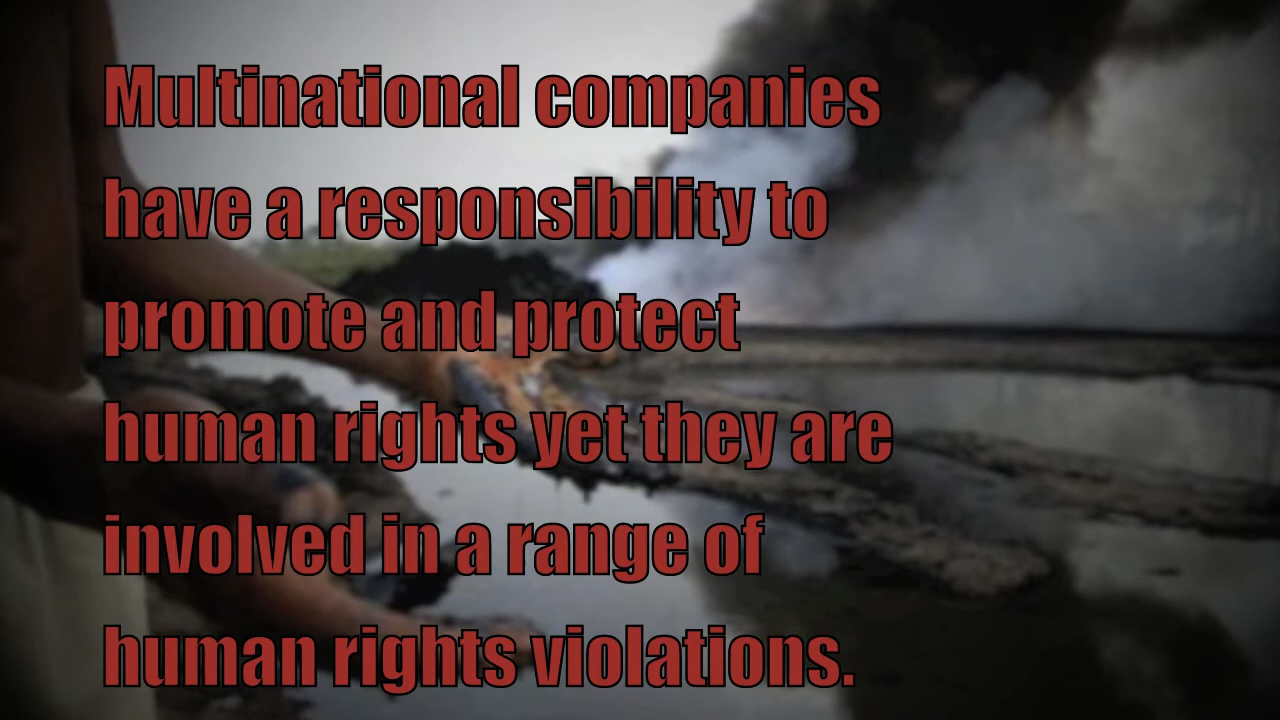 Multinational companies
have a responsibility to
promote and protect
human rights yet they are
involved in a range of
human rights violations.